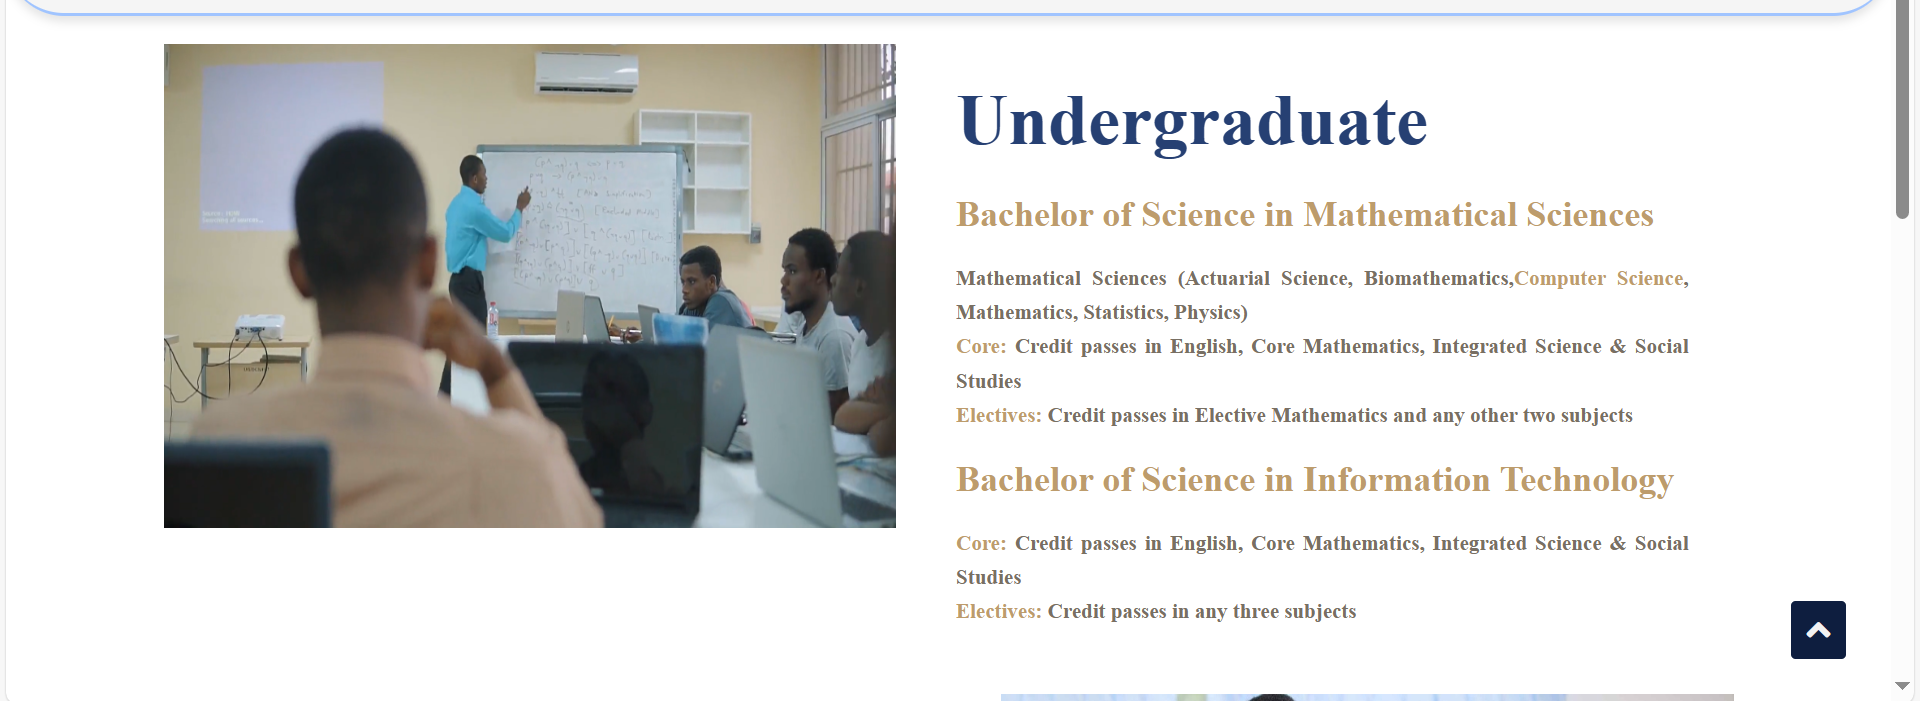 Undergraduate
Bachelor of Science in Mathematical Sciences
Mathematical Sciences (Actuarial Science, Biomathematics,Computer Science,
Mathematics, Statistics, Physics)
Core: Credit passes in English, Core Mathematics, Integrated Science & Social
Studies
Electives: Credit passes in Elective Mathematics and any other two subjects
Bachelor of Science in Information Technology
Core: Credit passes in English, Core Mathematics, Integrated Science & Social
Studies
Electives: Credit passes in any three subjects